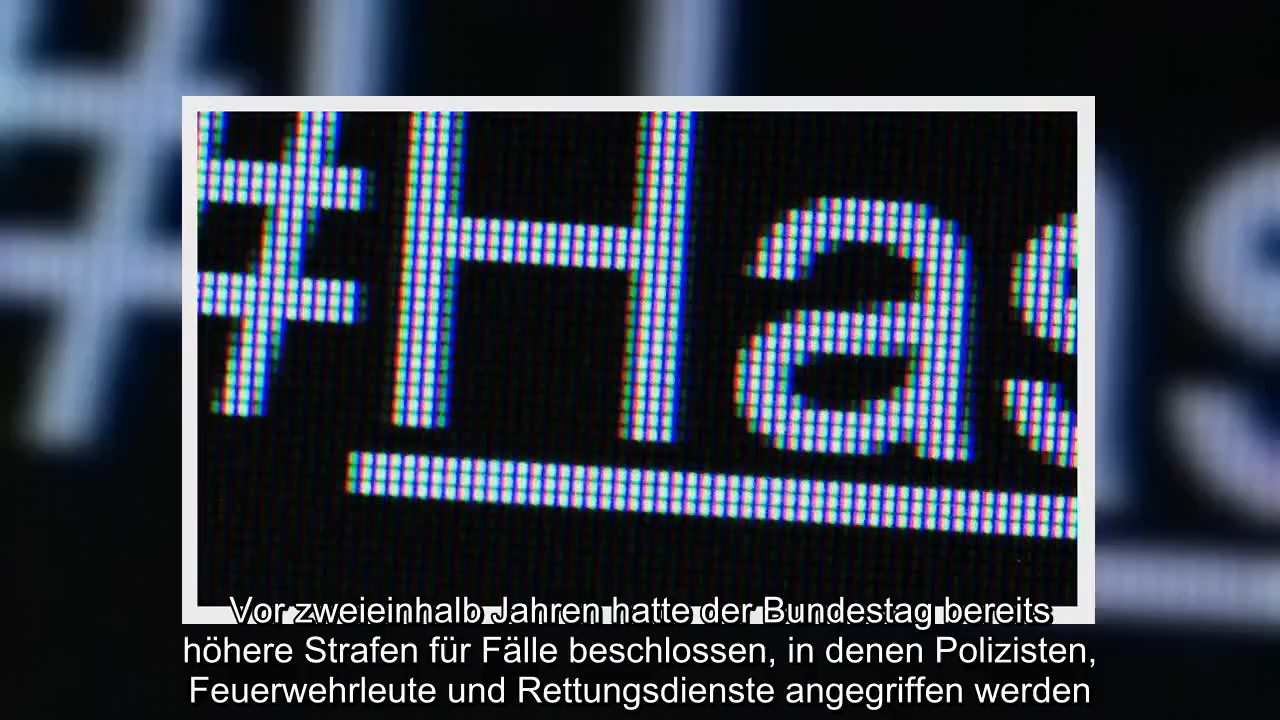 #Has
Vor zweieinhalb Jahren hatte der Bundestag bereits
höhere Strafen für Fälle beschlossen, in denen Polizisten,
Feuerwehrleute und Rettungsdienste angegriffen werden